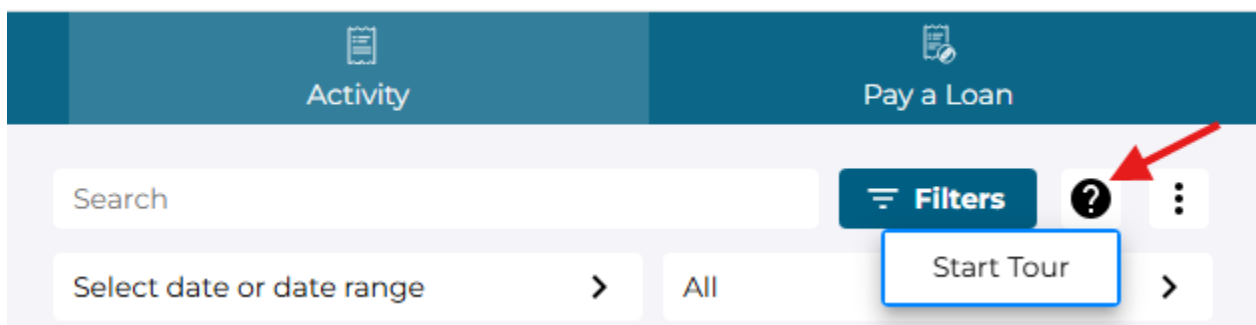 Activity
Pay a Loan
Search
Filters
?
Start Tour
Select date or date range
All